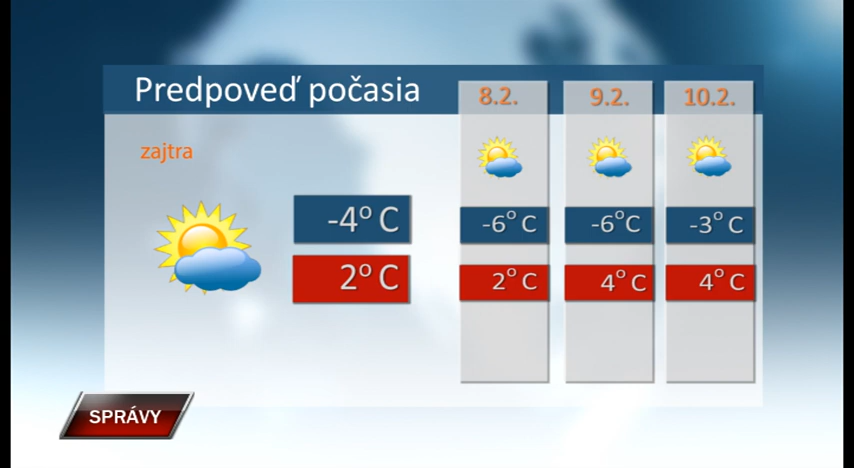 Predpoveď počasia
zajtra
-4° C
2° C
8.2.
-6° C
2° C
9.2.
-6°C
4° C
10.2.
-3° C
4° C
SPRÁVY